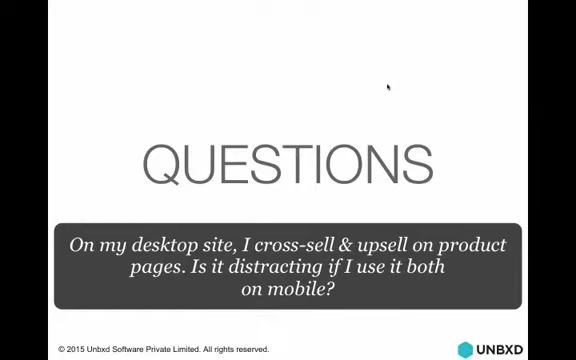 QUESTIONS
On my desktop site, I cross-sell & upsell on product
pages. Is it distracting if I use it both
on mobile?
© 2015 Unbxd Software Private Limited. All rights reserved.
UNBXD